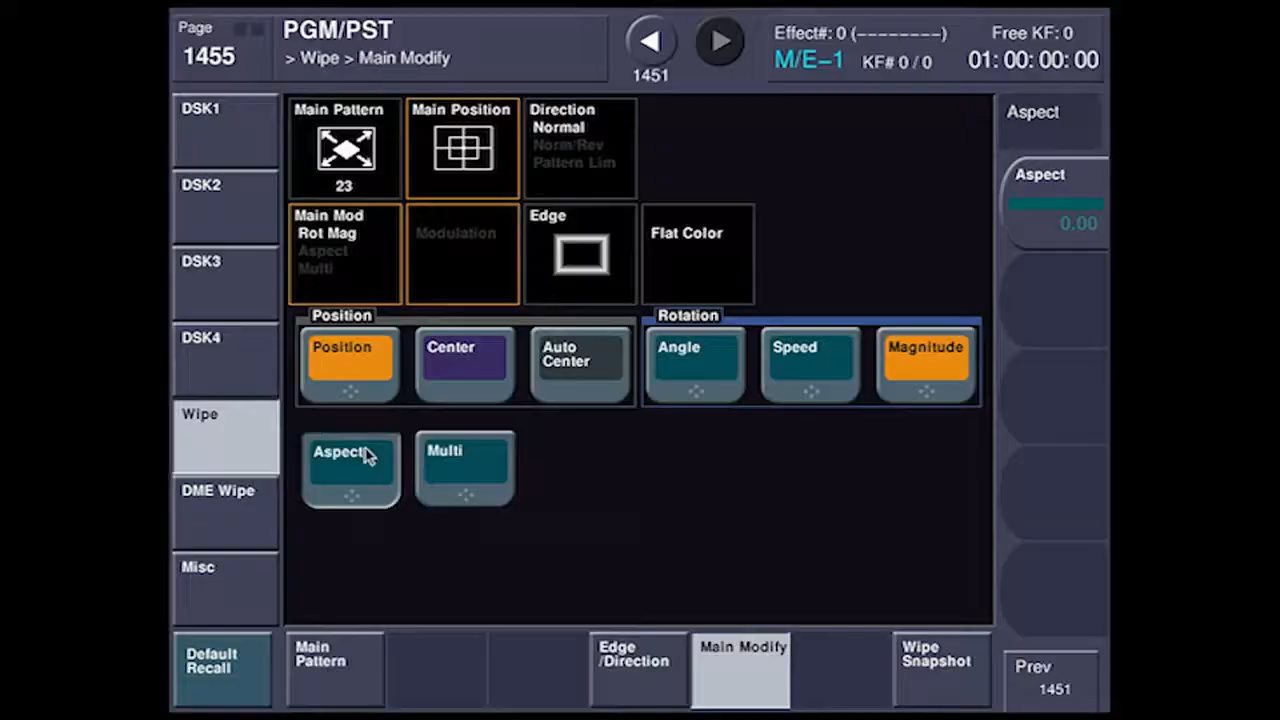 Page
1455
PGM/PST
> Wipe > Main Modify
1451
Effect#: 0 (--------)
Free KF: 0
M/E-1
KF# 0 / 0
01: 00: 00: 00
DSK1
DSK2
DSK3
DSK4
Wipe
DME Wipe
Misc
Main Pattern
23
Main Position
Direction
Normal
Norm/Rev
Pattern Lim
Main Mod
Rot Mag
Aspect
Multi
Modulation
Edge
Flat Color
Position
Position
Center
Auto
Center
Rotation
Angle
Speed
Magnitude
Aspect
Multi
Aspect
Aspect
0.00
Default
Recall
Main
Pattern
Edge
/Direction
Main Modify
Wipe
Snapshot
Prev
1451